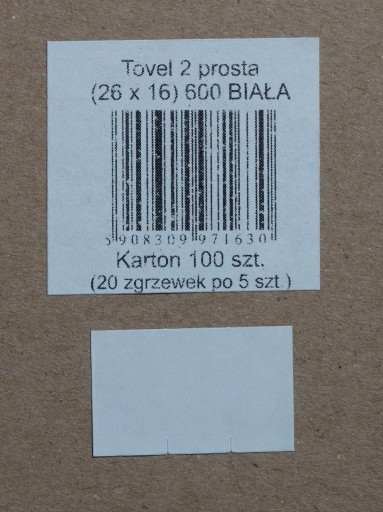 Tovel 2 prosta
(26 x 16) 600 BIAŁA
5908309971630
Karton 100 szt.
(20 zgrzewek po 5 szt.)